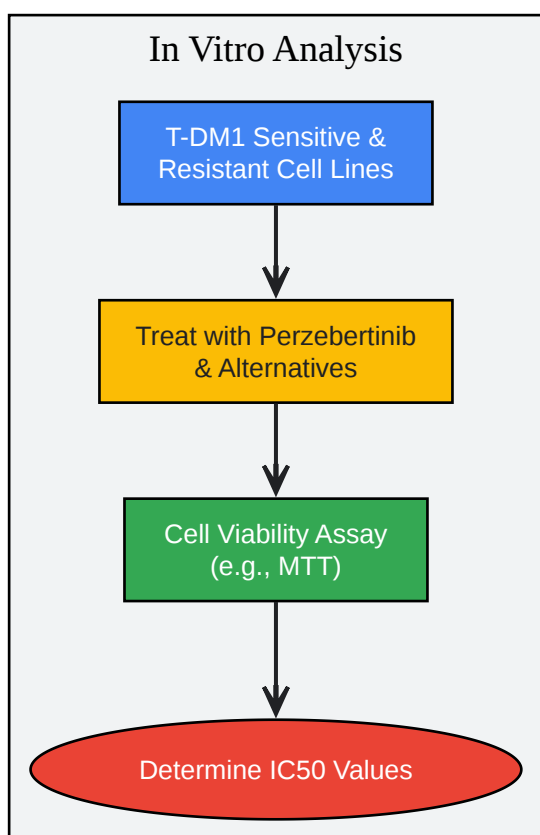 In Vitro Analysis
T-DM1 Sensitive &
Resistant Cell Lines
Treat with Perzebertinib
& Alternatives
Cell Viability Assay
(e.g., MTT)
Determine IC50 Values